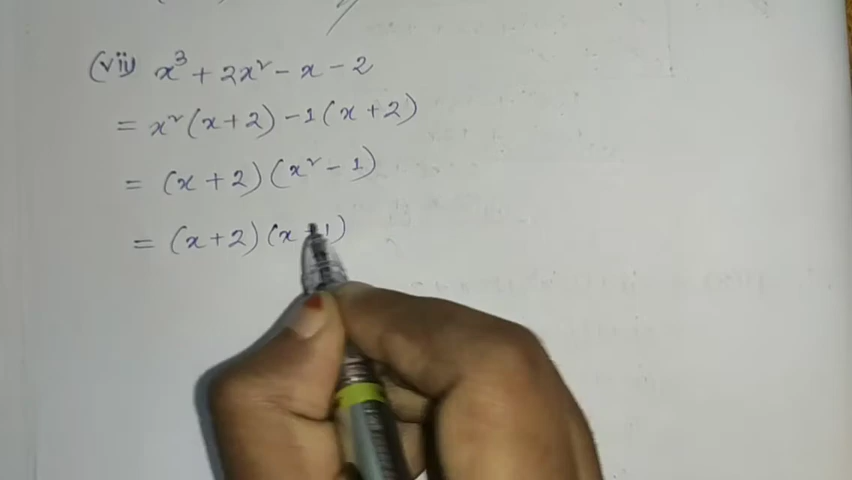 (vii) x³ + 2x² - x - 2
= x²(x+2) - 1(x+2)
= (x+2)(x² - 1)
= (x+2)(x+1)